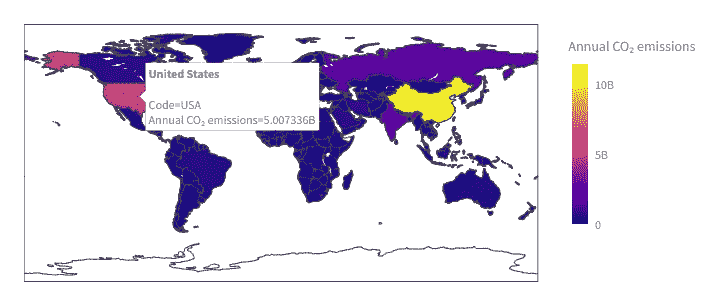 United States
Code=USA
Annual CO₂ emissions=5.007336B
Annual CO₂ emissions
10B
5B
0